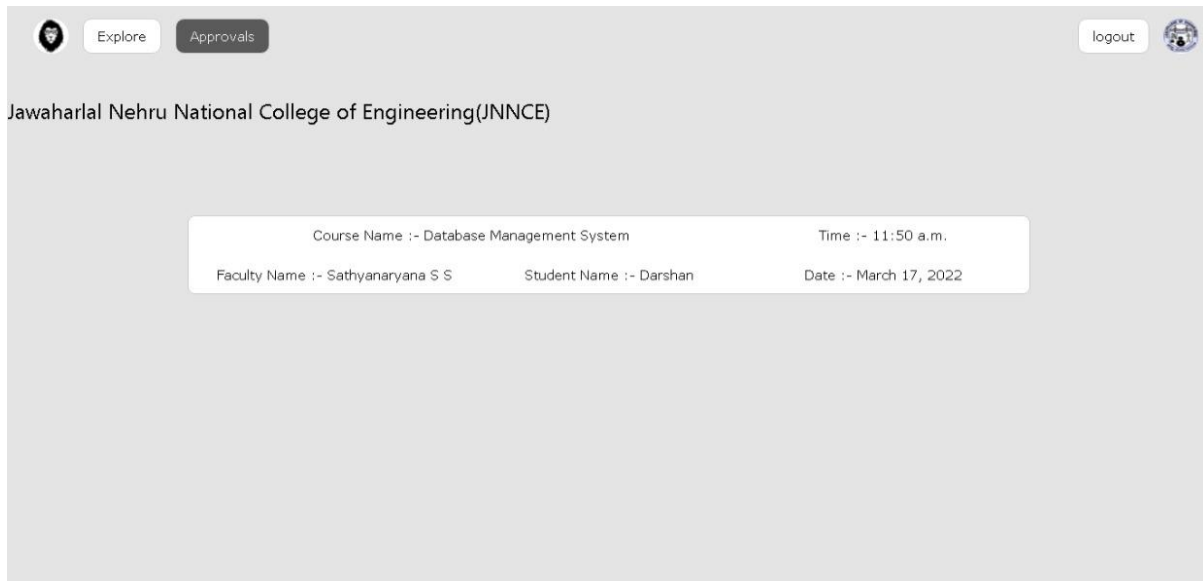 Explore Approvals logout
Jawaharlal Nehru National College of Engineering(JNNCE)
Course Name :- Database Management System Time :- 11:50 a.m.
Faculty Name :- Sathyanaryana S S Student Name :- Darshan Date :- March 17, 2022